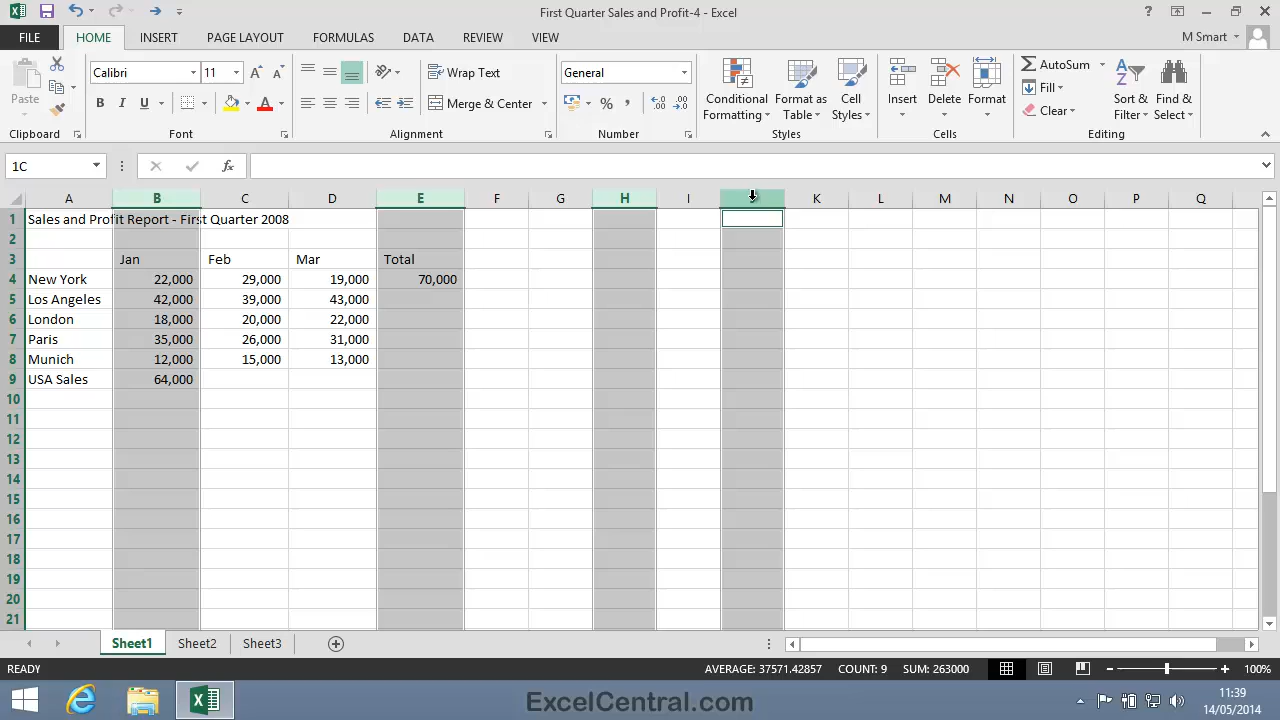 First Quarter Sales and Profit-4 - Excel
?
FILE HOME INSERT PAGE LAYOUT FORMULAS DATA REVIEW VIEW M Smart
Paste
Clipboard
Calibri 11
B I U A
Font
Wrap Text
Merge & Center
Alignment
General
% ,
Number
Conditional Formatting
Format as Table
Cell Styles
Styles
Insert Delete Format
Cells
AutoSum
Fill
Clear
Sort & Filter
Find & Select
Editing
1C fx
A B C D E F G H I K L M N O P Q
1 Sales and Profit Report - First Quarter 2008
2
3 Jan Feb Mar Total
4 New York 22,000 29,000 19,000 70,000
5 Los Angeles 42,000 39,000 43,000
6 London 18,000 20,000 22,000
7 Paris 35,000 26,000 31,000
8 Munich 12,000 15,000 13,000
9 USA Sales 64,000
10
11
12
13
14
15
16
17
18
19
20
21
Sheet1 Sheet2 Sheet3
READY AVERAGE: 37571.42857 COUNT: 9 SUM: 263000 100%
ExcelCentral.com
11:39
14/05/2014